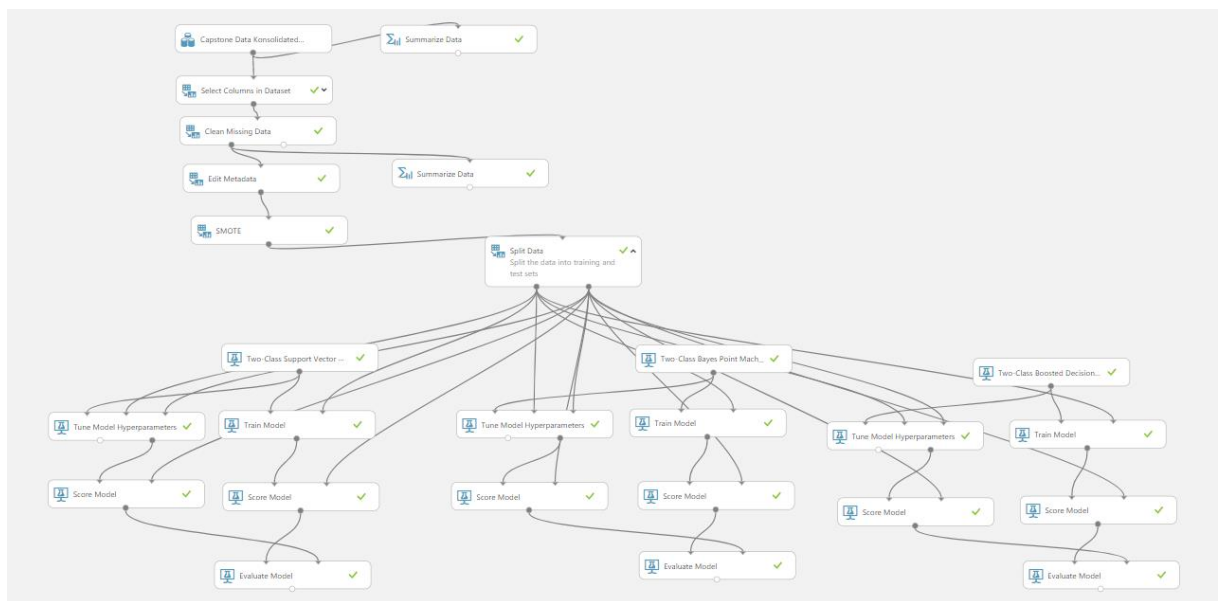 Capstone Data Konsolidated...
Summarize Data
Select Columns in Dataset
Clean Missing Data
Edit Metadata
Summarize Data
SMOTE
Split Data
Split the data into training and
test sets
Two-Class Support Vector ...
Two-Class Bayes Point Mach...
Two-Class Boosted Decision...
Tune Model Hyperparameters
Train Model
Tune Model Hyperparameters
Train Model
Tune Model Hyperparameters
Train Model
Score Model
Score Model
Score Model
Score Model
Score Model
Score Model
Evaluate Model
Evaluate Model
Evaluate Model